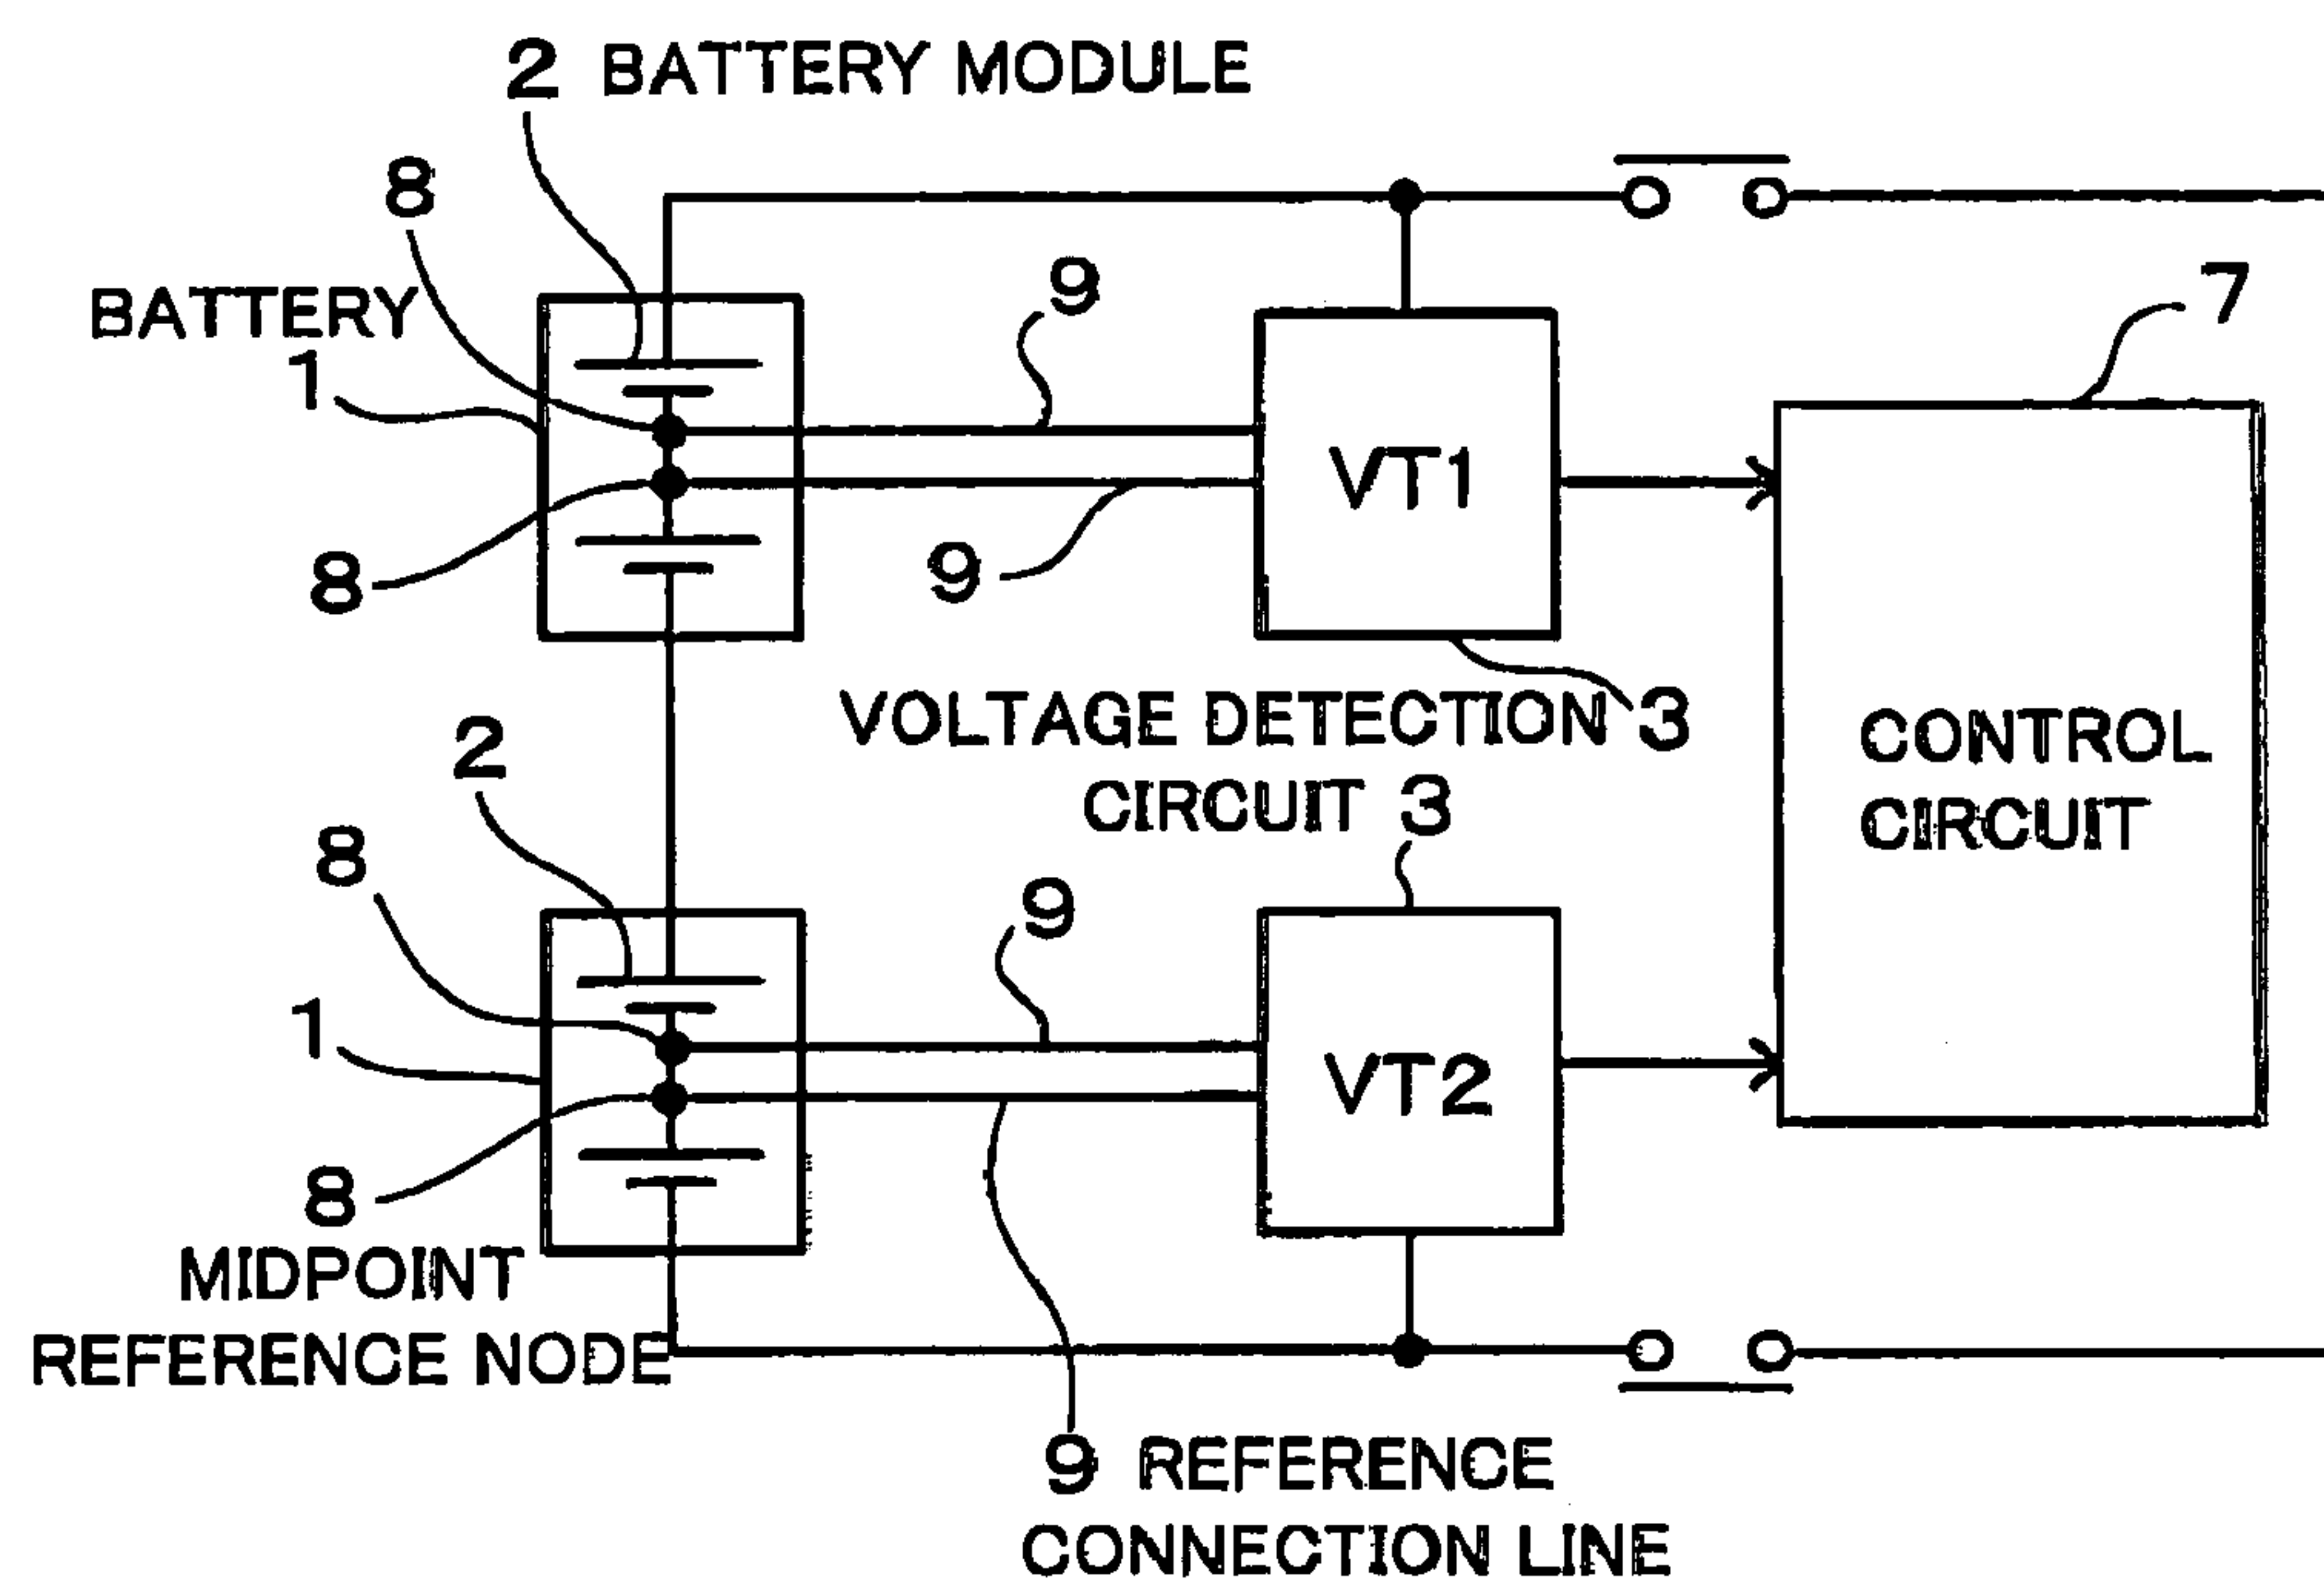 2 BATTERY MODULE
8
BATTERY
1
9
7
VT1
9
8
VOLTAGE DETECTION 3
CIRCUIT 3
CONTROL
CIRCUIT
2
8
9
1
VT2
8
MIDPOINT
REFERENCE NODE
9 REFERENCE
CONNECTION LINE